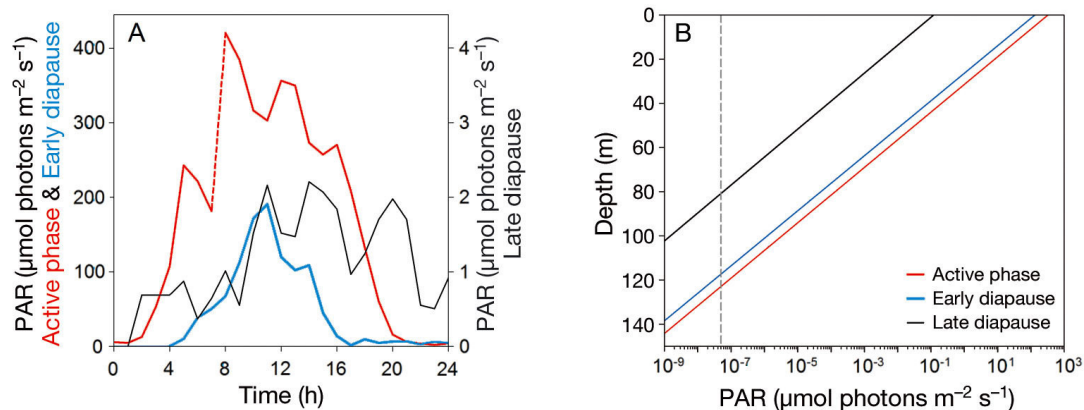 A
PAR (µmol photons m⁻² s⁻¹)
Active phase & Early diapause
400
300
200
100
0
4
3
2
1
0
PAR (µmol photons m⁻² s⁻¹)
Late diapause
0 4 8 12 16 20 24
Time (h)
B
Depth (m)
0
20
40
60
80
100
120
140
Active phase
Early diapause
Late diapause
10⁻⁹ 10⁻⁷ 10⁻⁵ 10⁻³ 10⁻¹ 10¹ 10³
PAR (µmol photons m⁻² s⁻¹)